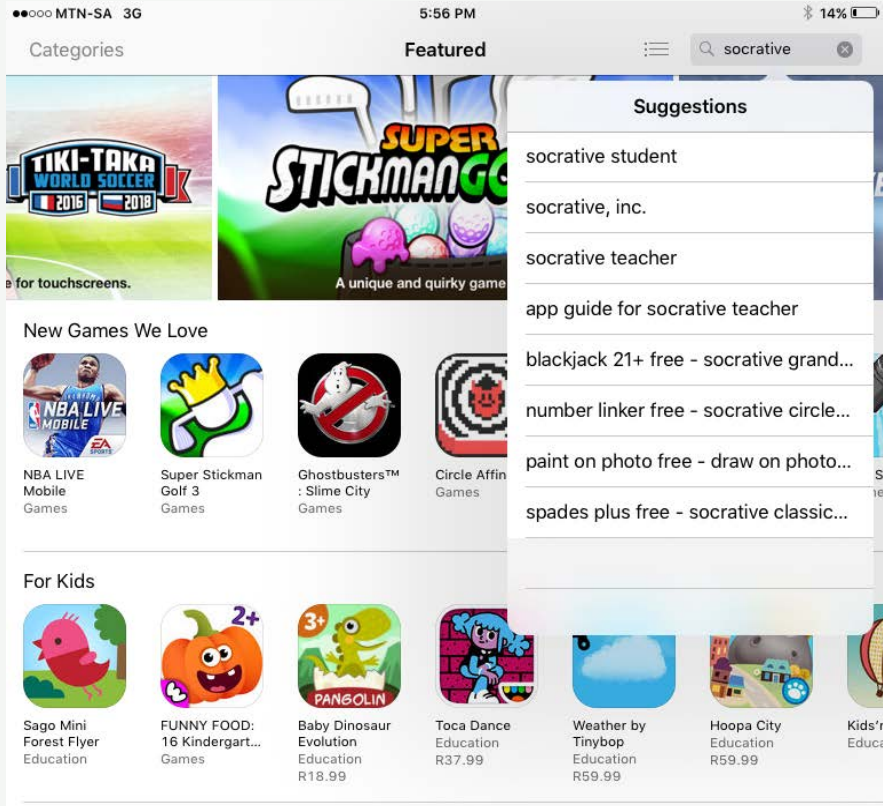 MTN-SA 3G 5:56 PM 14%
Categories Featured socrative
TIKI-TAKA
WORLD SOCCER
2016 2018
e for touchscreens.
SUPER
STICKMAN GO
A unique and quirky game
Suggestions
socrative student
socrative, inc.
socrative teacher
app guide for socrative teacher
blackjack 21+ free - socrative grand...
number linker free - socrative circle...
paint on photo free - draw on photo...
spades plus free - socrative classic...
New Games We Love
NBA LIVE
MOBILE
EA
SPORTS
NBA LIVE
Mobile
Games
Super Stickman
Golf 3
Games
Ghostbusters™
: Slime City
Games
Circle Affin
Games
For Kids
2+
3+
PANGOLIN
Sago Mini
Forest Flyer
Education
FUNNY FOOD:
16 Kindergart...
Games
Baby Dinosaur
Evolution
Education
R18.99
Toca Dance
Education
R37.99
Weather by
Tinybop
Education
R59.99
Hoopa City
Education
R59.99
Kids'
Educa